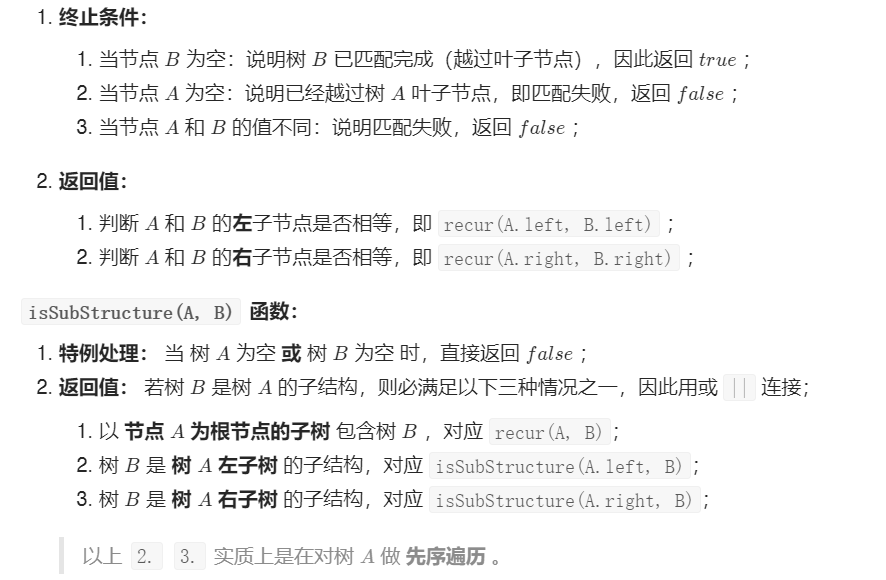 1. 终止条件：
1. 当节点 B 为空：说明树 B 已匹配完成（越过叶子节点），因此返回 true ；
2. 当节点 A 为空：说明已经越过树 A 叶子节点，即匹配失败，返回 false ；
3. 当节点 A 和 B 的值不同：说明匹配失败，返回 false ；
2. 返回值：
1. 判断 A 和 B 的左子节点是否相等，即 recur(A.left, B.left) ；
2. 判断 A 和 B 的右子节点是否相等，即 recur(A.right, B.right) ；
isSubStructure(A, B) 函数：
1. 特例处理： 当 树 A 为空 或 树 B 为空 时，直接返回 false ；
2. 返回值： 若树 B 是树 A 的子结构，则必满足以下三种情况之一，因此用或 || 连接；
1. 以 节点 A 为根节点的子树 包含树 B ，对应 recur(A, B)；
2. 树 B 是 树 A 左子树 的子结构，对应 isSubStructure(A.left, B)；
3. 树 B 是 树 A 右子树 的子结构，对应 isSubStructure(A.right, B)；
以上 2. 3. 实质上是在对树 A 做 先序遍历 。